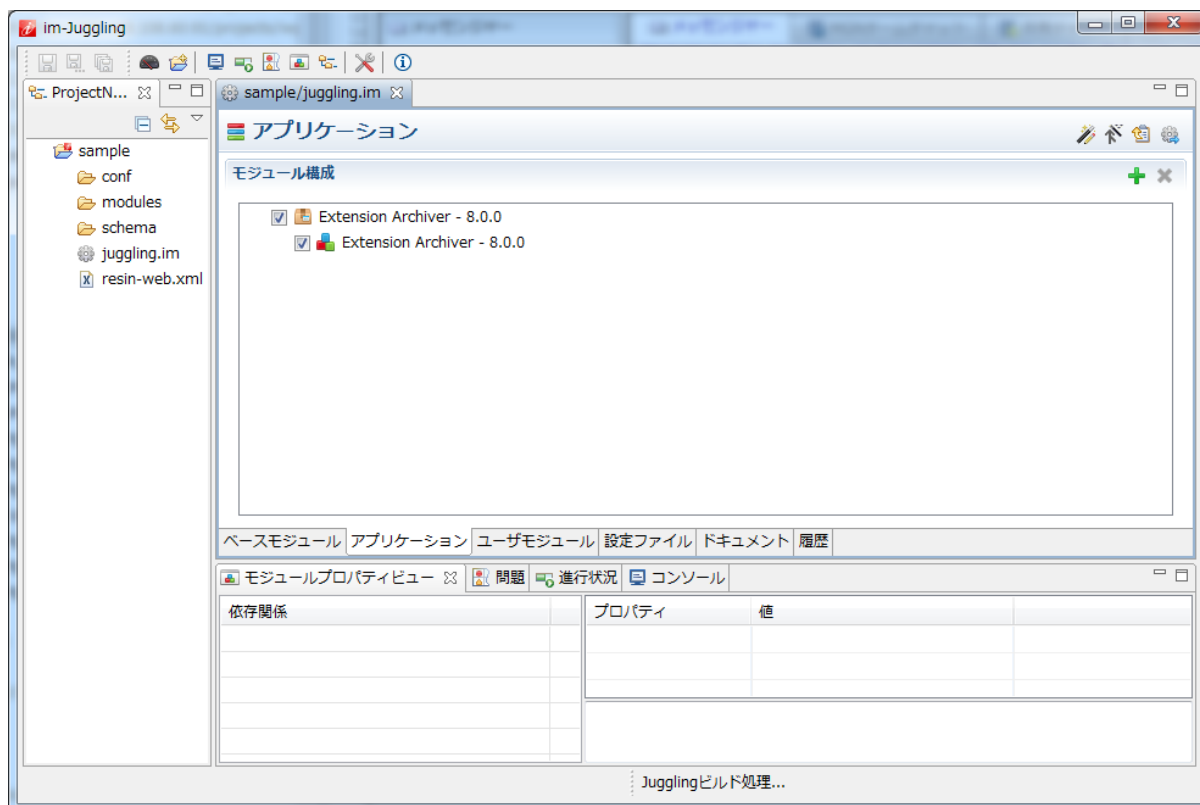 im-Juggling
ProjectN...
sample/juggling.im
アプリケーション
sample
conf
modules
schema
juggling.im
resin-web.xml
モジュール構成
Extension Archiver - 8.0.0
Extension Archiver - 8.0.0
ベースモジュール アプリケーション ユーザモジュール 設定ファイル ドキュメント 履歴
モジュールプロパティビュー 問題 進行状況 コンソール
依存関係 プロパティ 値
Jugglingビルド処理...